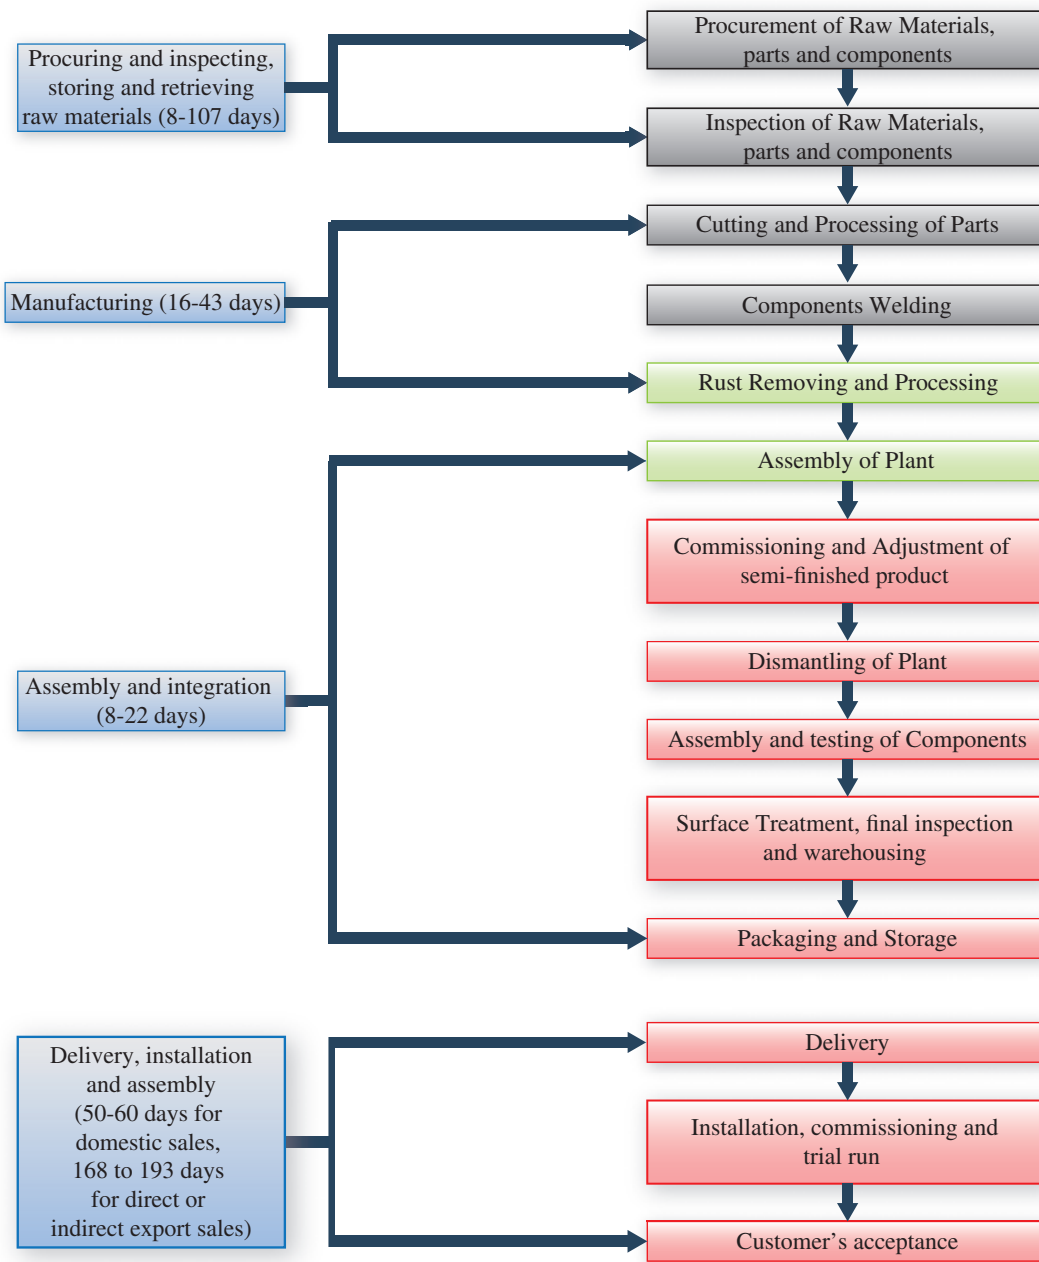 Procuring and inspecting,
storing and retrieving
raw materials (8-107 days)
Procurement of Raw Materials,
parts and components
Inspection of Raw Materials,
parts and components
Manufacturing (16-43 days)
Cutting and Processing of Parts
Components Welding
Rust Removing and Processing
Assembly and integration
(8-22 days)
Assembly of Plant
Commissioning and Adjustment of
semi-finished product
Dismantling of Plant
Assembly and testing of Components
Surface Treatment, final inspection
and warehousing
Packaging and Storage
Delivery, installation
and assembly
(50-60 days for
domestic sales,
168 to 193 days
for direct or
indirect export sales)
Delivery
Installation, commissioning and
trial run
Customer’s acceptance